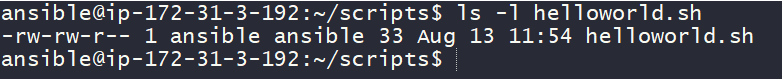 ansible@ip-172-31-3-192:~/scripts$ ls -l helloworld.sh
-rw-rw-r-- 1 ansible ansible 33 Aug 13 11:54 helloworld.sh
ansible@ip-172-31-3-192:~/scripts$